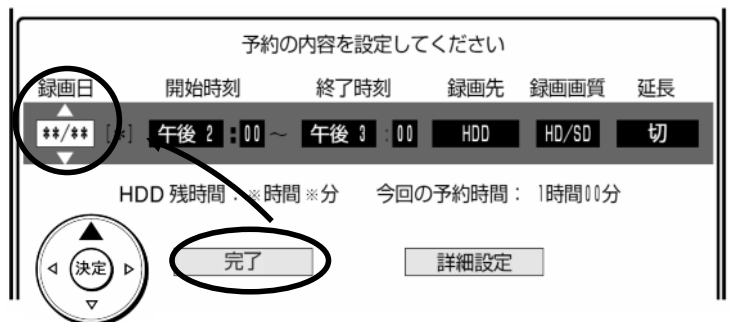 予約の内容を設定してください
録画日 開始時刻 終了時刻 録画先 録画画質 延長
**/** [*] 午後 2:00～ 午後 3:00 HDD HD/SD 切
HDD 残時間：※時間※分 今回の予約時間： 1時間00分
決定 完了 詳細設定